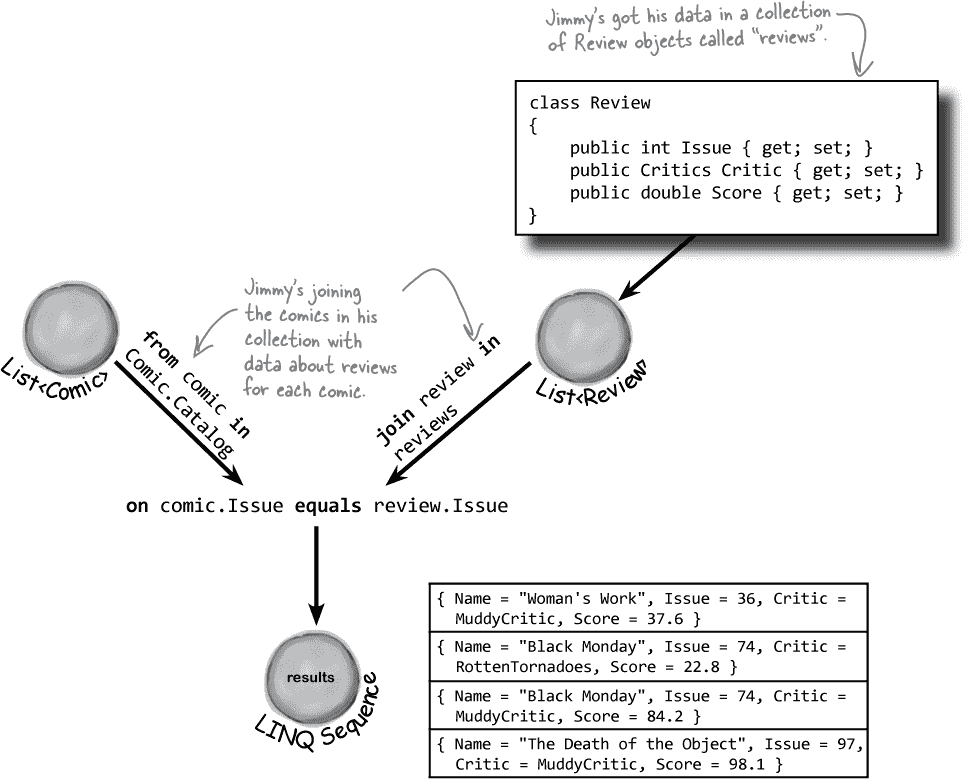 Jimmy's got his data in a collection
of Review objects called "reviews".
class Review
{
    public int Issue { get; set; }
    public Critics Critic { get; set; }
    public double Score { get; set; }
}
Jimmy's joining
the comics in his
collection with
data about reviews
for each comic.
List<Comic>
from comic in
Comic.Catalog
join review in
reviews
List<Review>
on comic.Issue equals review.Issue
results
LINQ Sequence
{ Name = "Woman's Work", Issue = 36, Critic =
MuddyCritic, Score = 37.6 }
{ Name = "Black Monday", Issue = 74, Critic =
RottenTornadoes, Score = 22.8 }
{ Name = "Black Monday", Issue = 74, Critic =
MuddyCritic, Score = 84.2 }
{ Name = "The Death of the Object", Issue = 97,
Critic = MuddyCritic, Score = 98.1 }